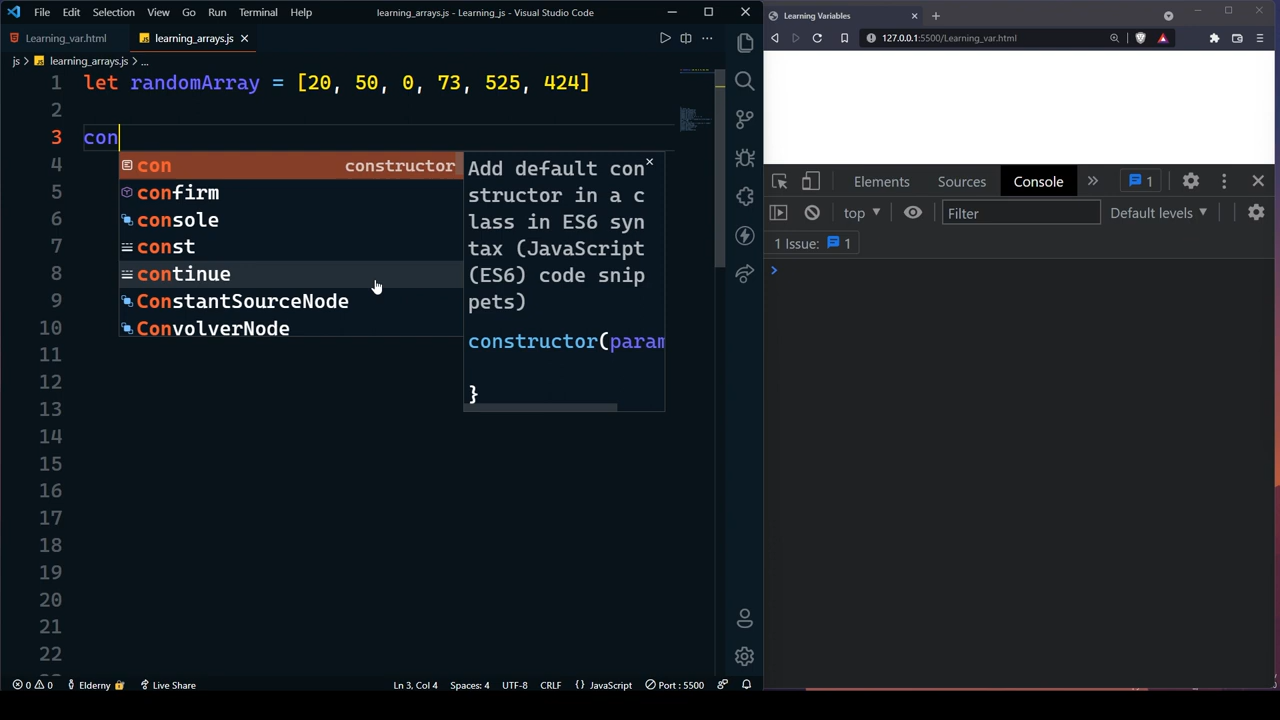 File Edit Selection View Go Run Terminal Help
learning_arrays.js - Learning_js - Visual Studio Code
Learning_var.html
learning_arrays.js
js > learning_arrays.js > ...
1 let randomArray = [20, 50, 0, 73, 525, 424]
2
3 con
4
5
6
7
8
9
10
11
12
13
14
15
16
17
18
19
20
21
22
con constructor
confirm
console
const
continue
ConstantSourceNode
ConvolverNode
Add default con
structor in a c
lass in ES6 syn
tax (JavaScript
(ES6) code snip
pets)
constructor(param
}
0 0 Elderny Live Share Ln 3, Col 4 Spaces: 4 UTF-8 CRLF {} JavaScript Port : 5500
Learning Variables
127.0.0.1:5500/Learning_var.html
Elements Sources Console 1
top Filter Default levels
1 Issue: 1
>